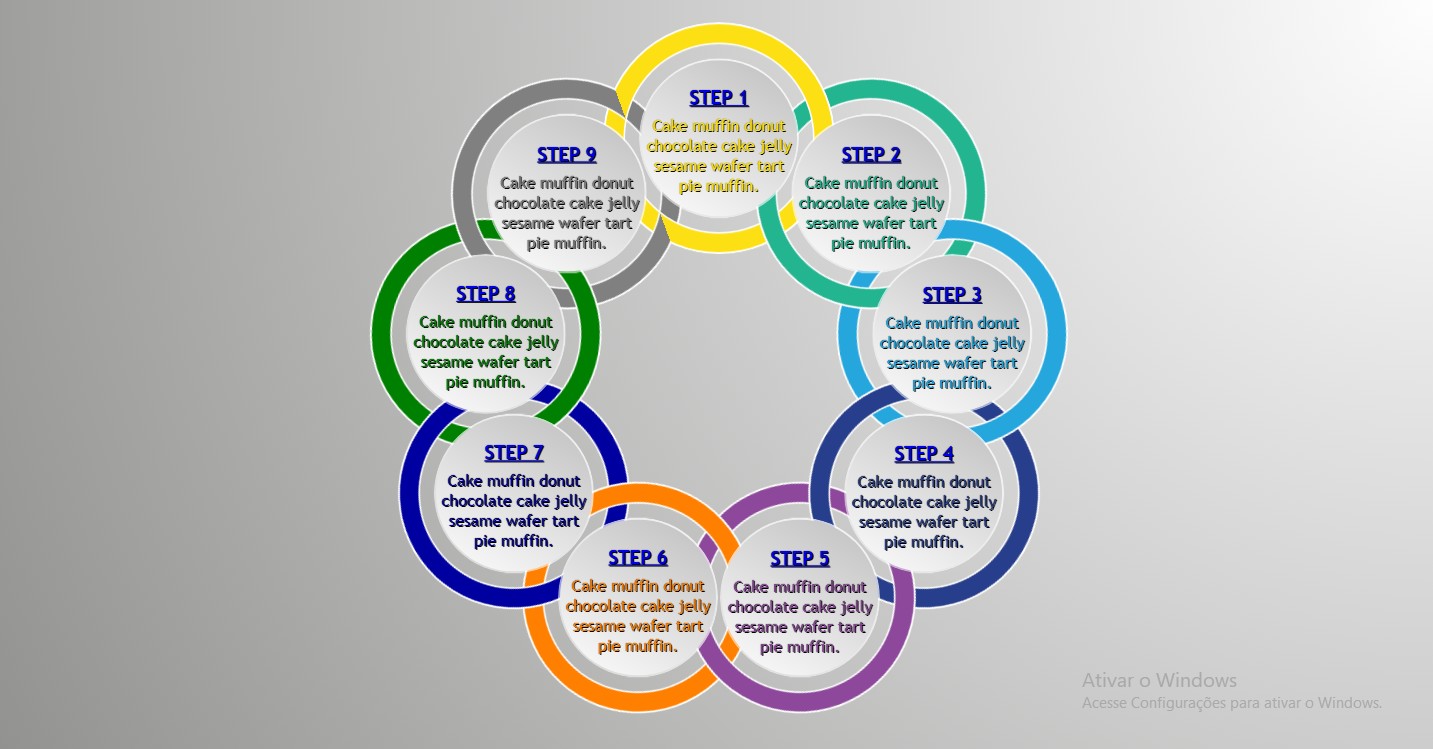 STEP 1
Cake muffin donut
chocolate cake jelly
sesame wafer tart
pie muffin.
STEP 2
Cake muffin donut
chocolate cake jelly
sesame wafer tart
pie muffin.
STEP 3
Cake muffin donut
chocolate cake jelly
sesame wafer tart
pie muffin.
STEP 4
Cake muffin donut
chocolate cake jelly
sesame wafer tart
pie muffin.
STEP 5
Cake muffin donut
chocolate cake jelly
sesame wafer tart
pie muffin.
STEP 6
Cake muffin donut
chocolate cake jelly
sesame wafer tart
pie muffin.
STEP 7
Cake muffin donut
chocolate cake jelly
sesame wafer tart
pie muffin.
STEP 8
Cake muffin donut
chocolate cake jelly
sesame wafer tart
pie muffin.
STEP 9
Cake muffin donut
chocolate cake jelly
sesame wafer tart
pie muffin.
Ativar o Windows
Acesse Configurações para ativar o Windows.